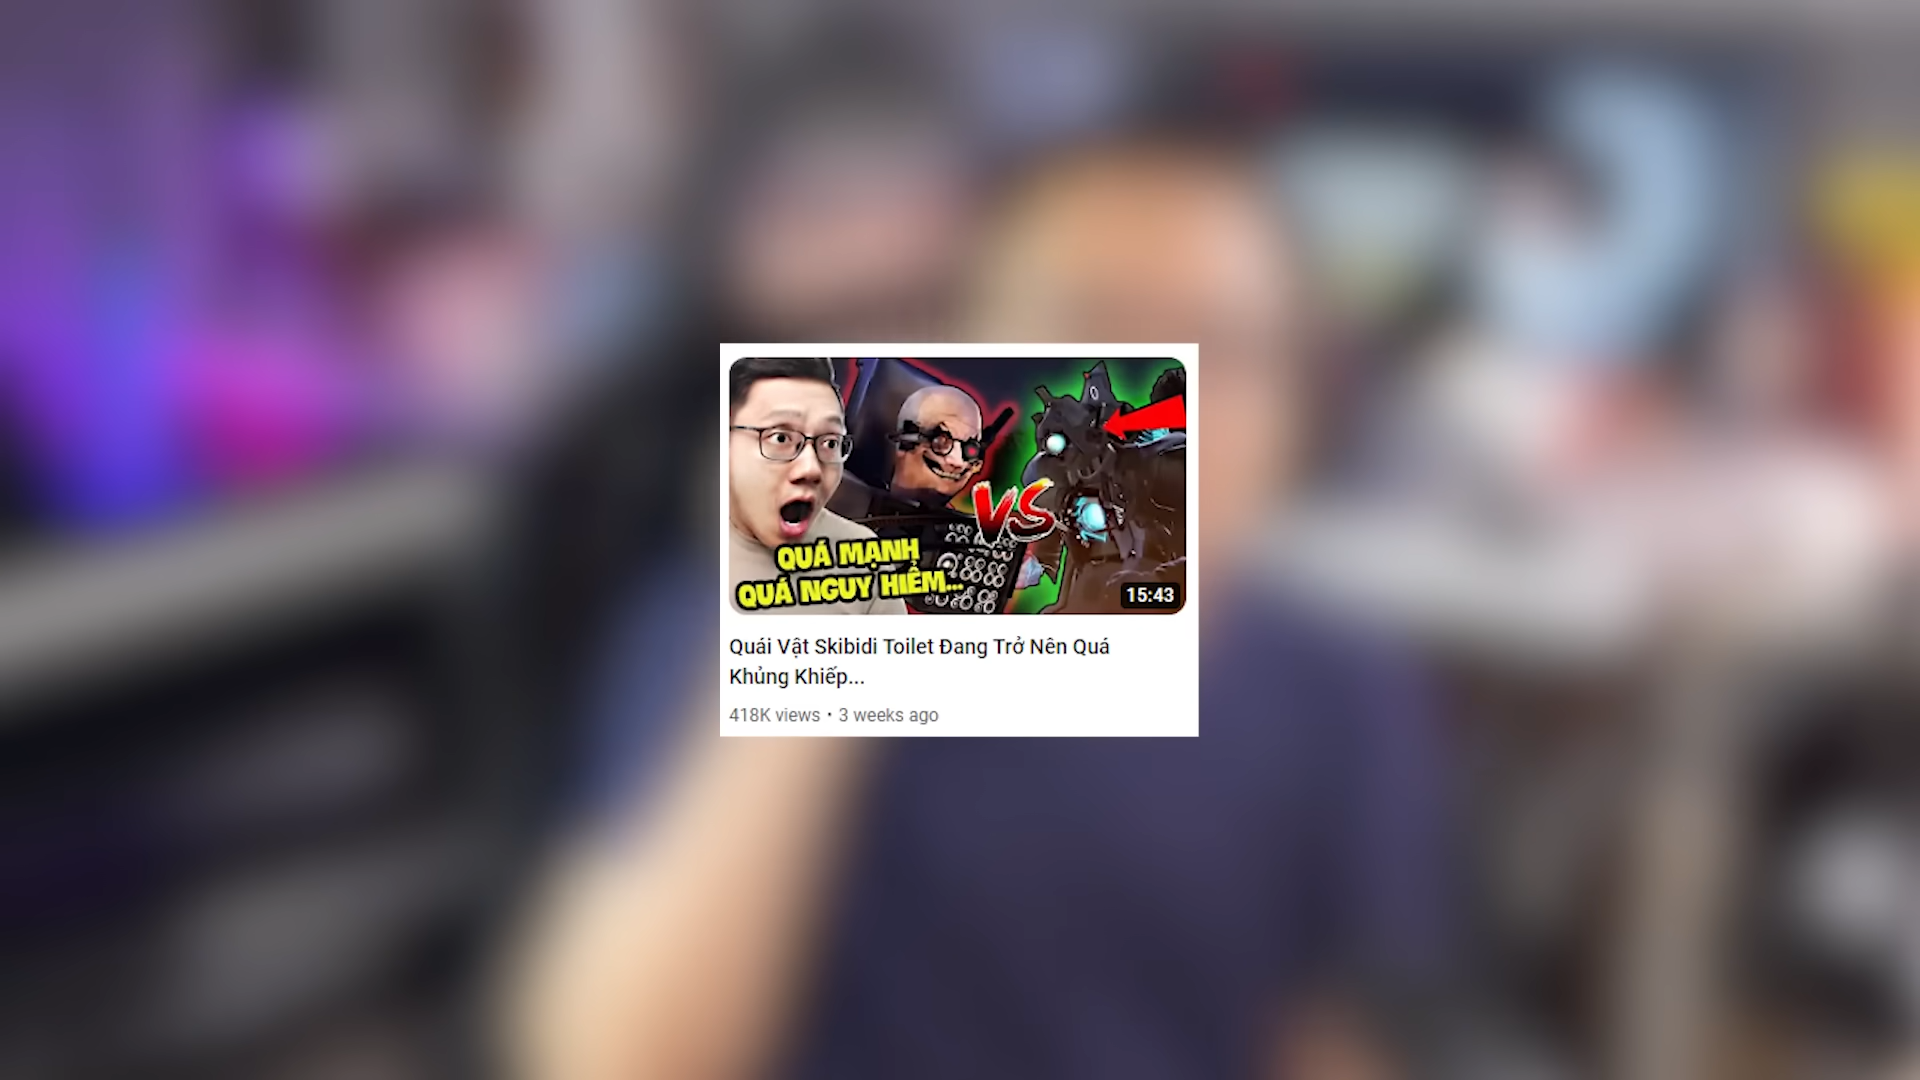 VS
QUÁ MẠNH
QUÁ NGUY HIỂM...
15:43
Quái Vật Skibidi Toilet Đang Trở Nên Quá
Khủng Khiếp...
418K views • 3 weeks ago